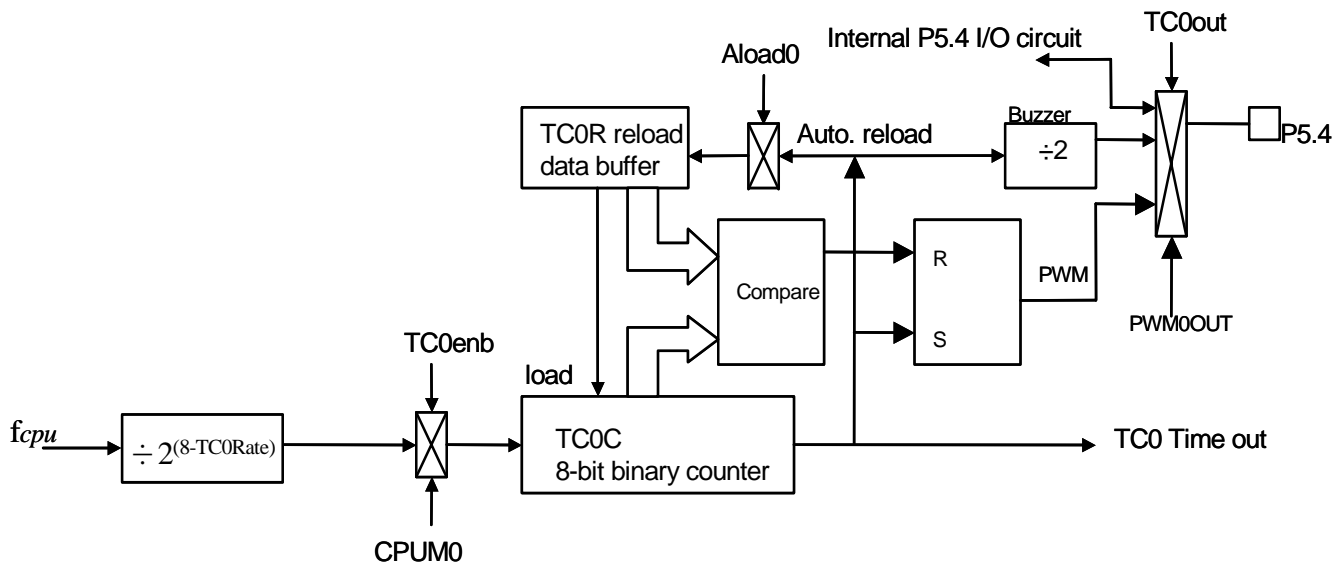 TC0out
Internal P5.4 I/O circuit
Aload0
Buzzer
TC0R reload
data buffer
Auto. reload
÷2
P5.4
R
Compare
PWM
S
PWM0OUT
TC0enb
load
fcpu
÷ 2(8-TC0Rate)
TC0C
8-bit binary counter
TC0 Time out
CPUM0